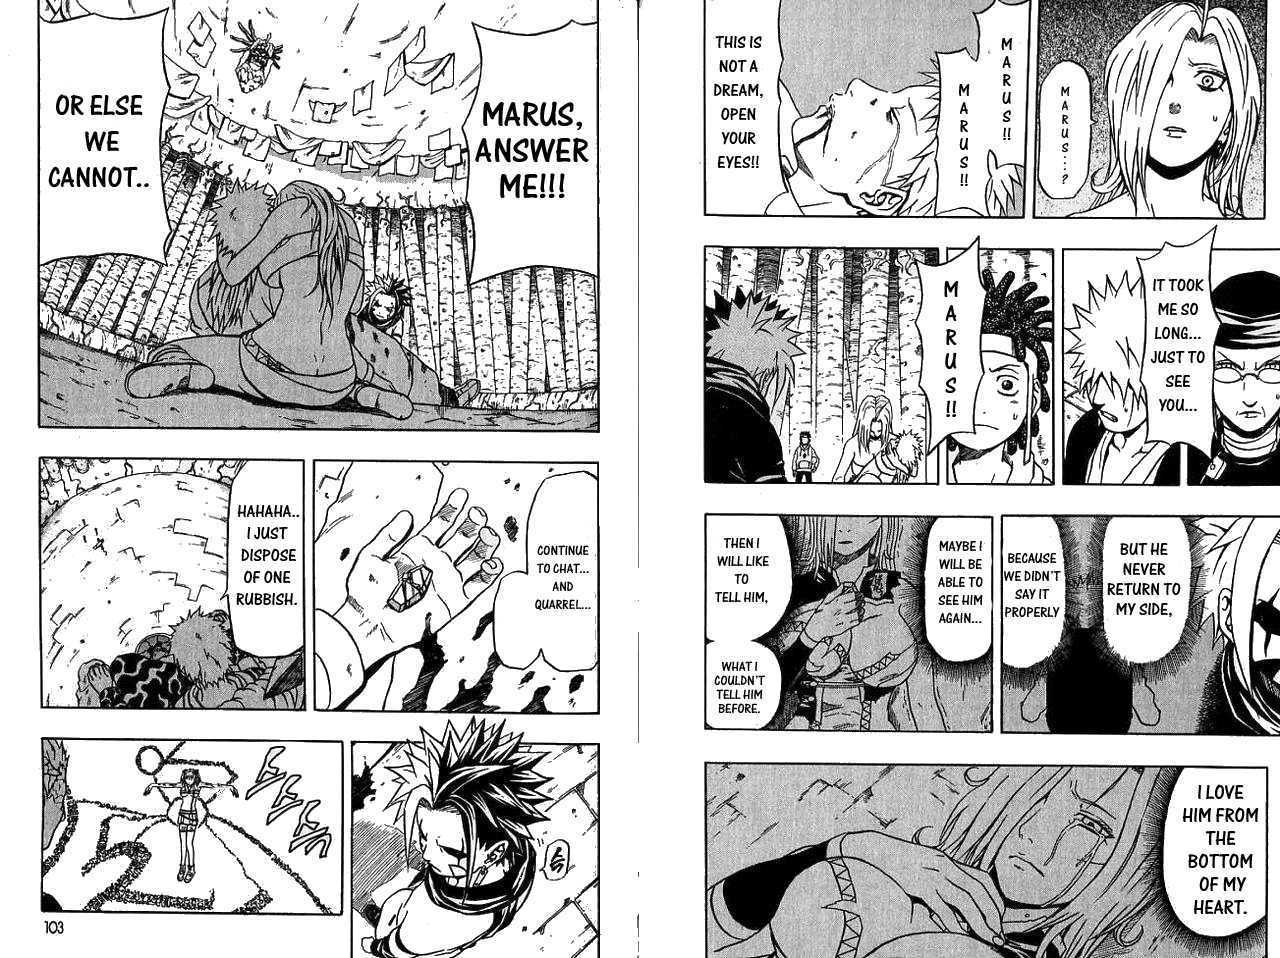 MARUS...?
MARUS!!
MARUS!!
THIS IS
NOT A
DREAM,
OPEN
YOUR
EYES!!
IT TOOK
ME SO
LONG...
JUST TO
SEE
YOU...
MARUS!!
BUT HE
NEVER
RETURN TO
MY SIDE,
BECAUSE
WE DIDN'T
SAY IT
PROPERLY
MAYBE I
WILL BE
ABLE TO
SEE HIM
AGAIN...
THEN I
WILL LIKE
TO
TELL HIM,
WHAT I
COULDN'T
TELL HIM
BEFORE.
I LOVE
HIM FROM
THE
BOTTOM
OF MY
HEART.
MARUS,
ANSWER
ME!!!
OR ELSE
WE
CANNOT..
CONTINUE
TO CHAT...
AND
QUARREL...
HAHAHA..
I JUST
DISPOSE
OF ONE
RUBBISH.
103